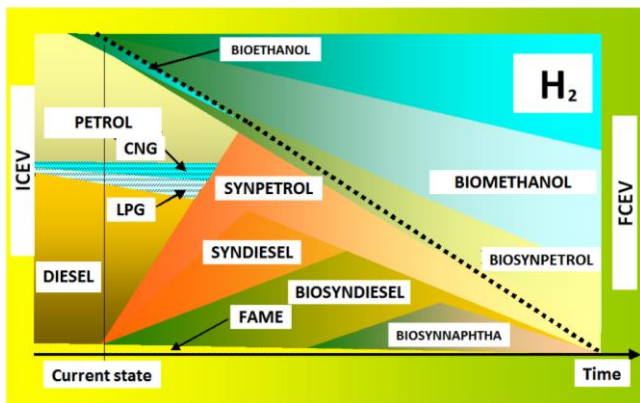 BIOETHANOL
H2
PETROL
CNG
ICEV
SYNPETROL
BIOMETHANOL
FCEV
LPG
SYNDIESEL
BIOSYNPETROL
DIESEL
BIOSYNDIESEL
FAME
BIOSYNNAPHTHA
Current state
Time